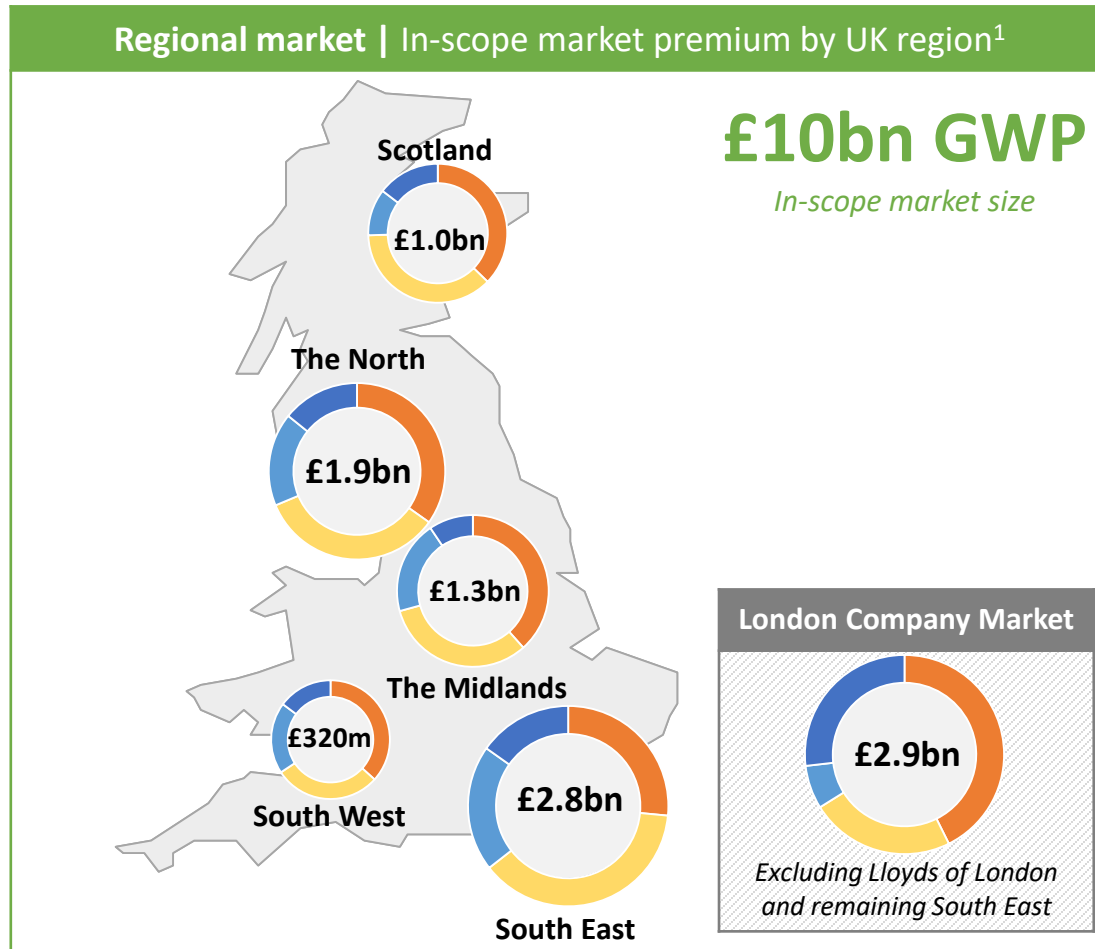 Regional market | In-scope market premium by UK region1
£10bn GWP
In-scope market size
Scotland
£1.0bn
The North
£1.9bn
£1.3bn
The Midlands
£320m
South West
£2.8bn
South East
London Company Market
£2.9bn
Excluding Lloyds of London
and remaining South East